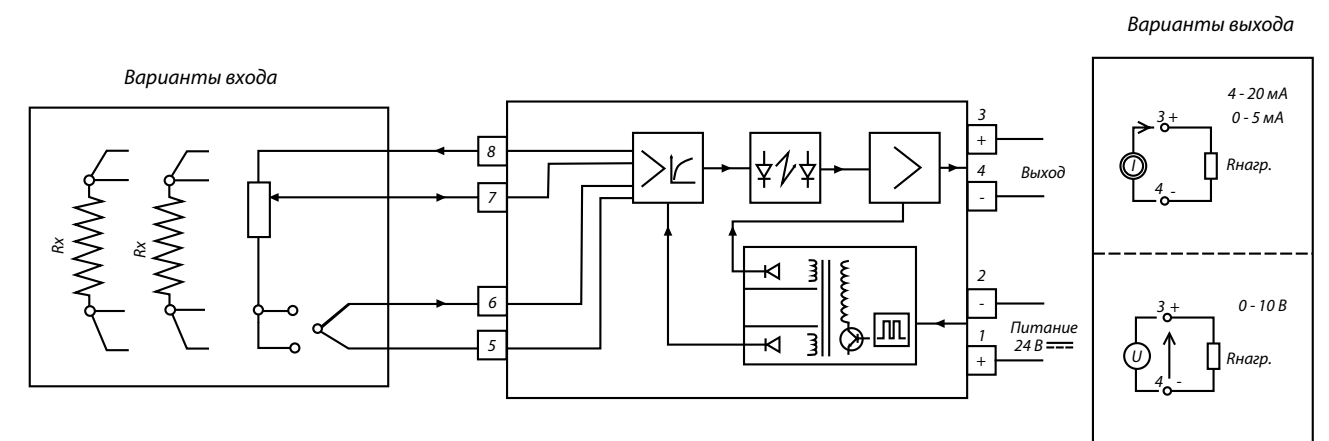 Варианты входа
Rx
Rx
8
7
6
5
3
+
4
-
Выход
2
-
1
+
Питание
24 В
Варианты выхода
4 - 20 мА
0 - 5 мА
3 +
I
Rнагр.
4 -
0 - 10 В
3 +
U
Rнагр.
4 -